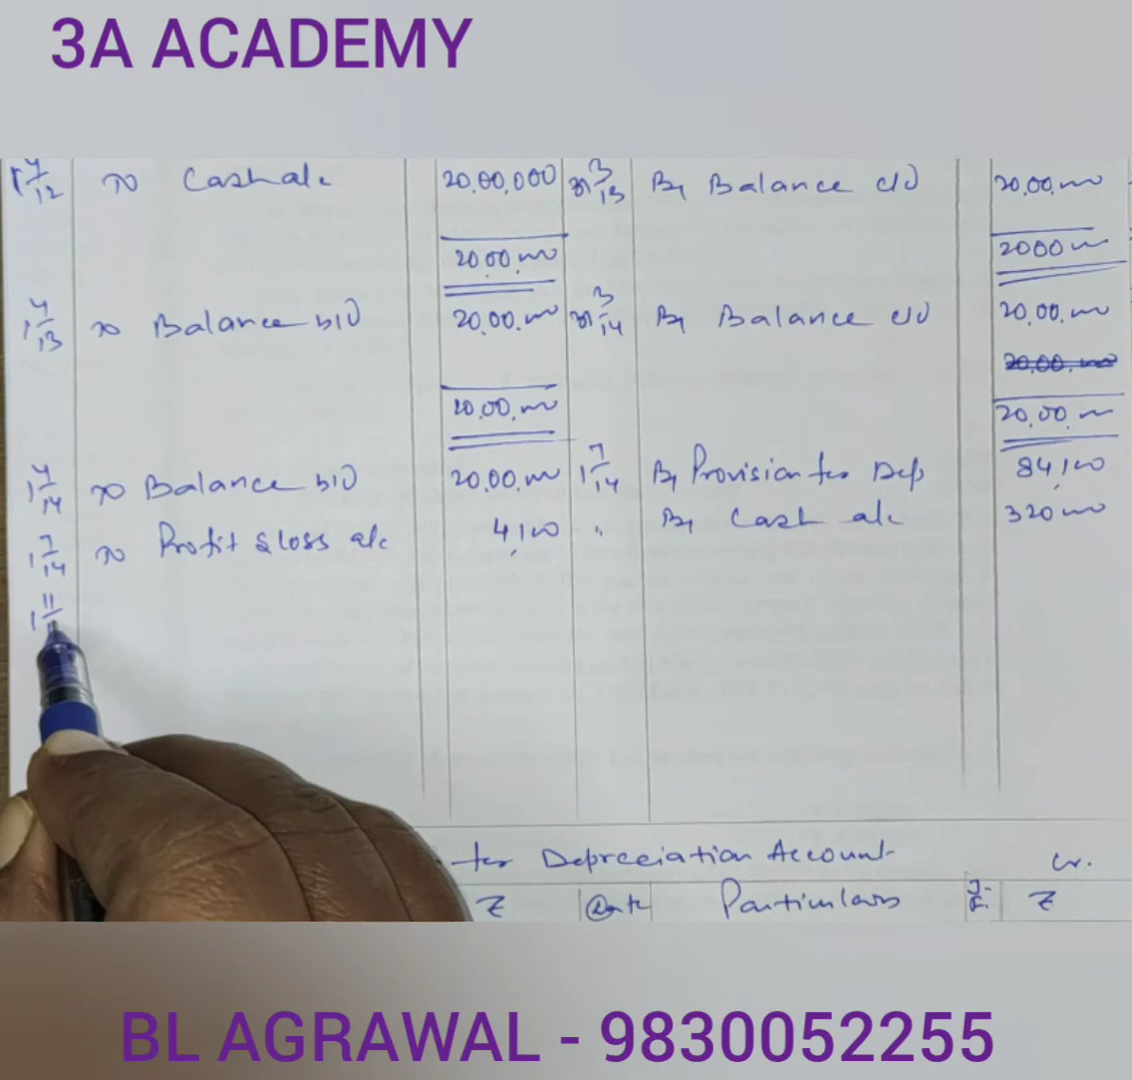 3A ACADEMY
1 4/12 To Cash a/c 20,00,000 31 3/13 By Balance c/d 20,00,000
20,00,000 20,00,000
1 4/13 To Balance b/d 20,00,000 31 3/14 By Balance c/d 20,00,000
20,00,000
20,00,000 20,00,000
1 4/14 To Balance b/d 20,00,000 1 7/14 By Provision for Dep 84,100
1 7/14 To Profit & loss a/c 4,100 " By Cash a/c 320,000
1 11/
for Depreciation Account Cr.
₹ Date Particulars J.F. ₹
BL AGRAWAL - 9830052255